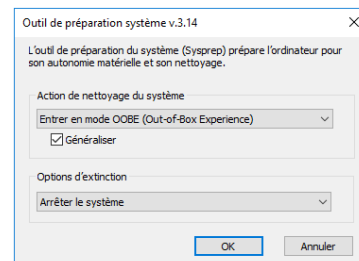 Outil de préparation système v.3.14
L'outil de préparation du système (Sysprep) prépare l'ordinateur pour
son autonomie matérielle et son nettoyage.
Action de nettoyage du système
Entrer en mode OOBE (Out-of-Box Experience)
Généraliser
Options d'extinction
Arrêter le système
OK
Annuler